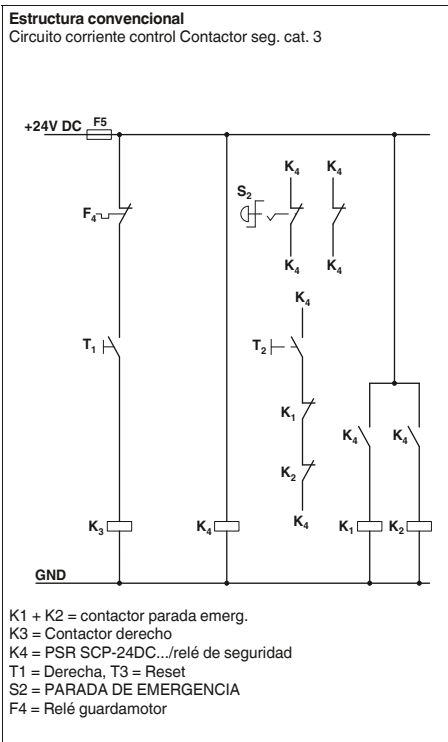 Estructura convencional
Circuito corriente control Contactor seg. cat. 3
+24V DC F5
K4 K4
S2
F4
K4 K4
K4
T1 T2
K1
K4 K4
K2
K3 K4 K4 K1 K2
GND
K1 + K2 = contactor parada emerg.
K3 = Contactor derecho
K4 = PSR SCP-24DC.../relé de seguridad
T1 = Derecha, T3 = Reset
S2 = PARADA DE EMERGENCIA
F4 = Relé guardamotor